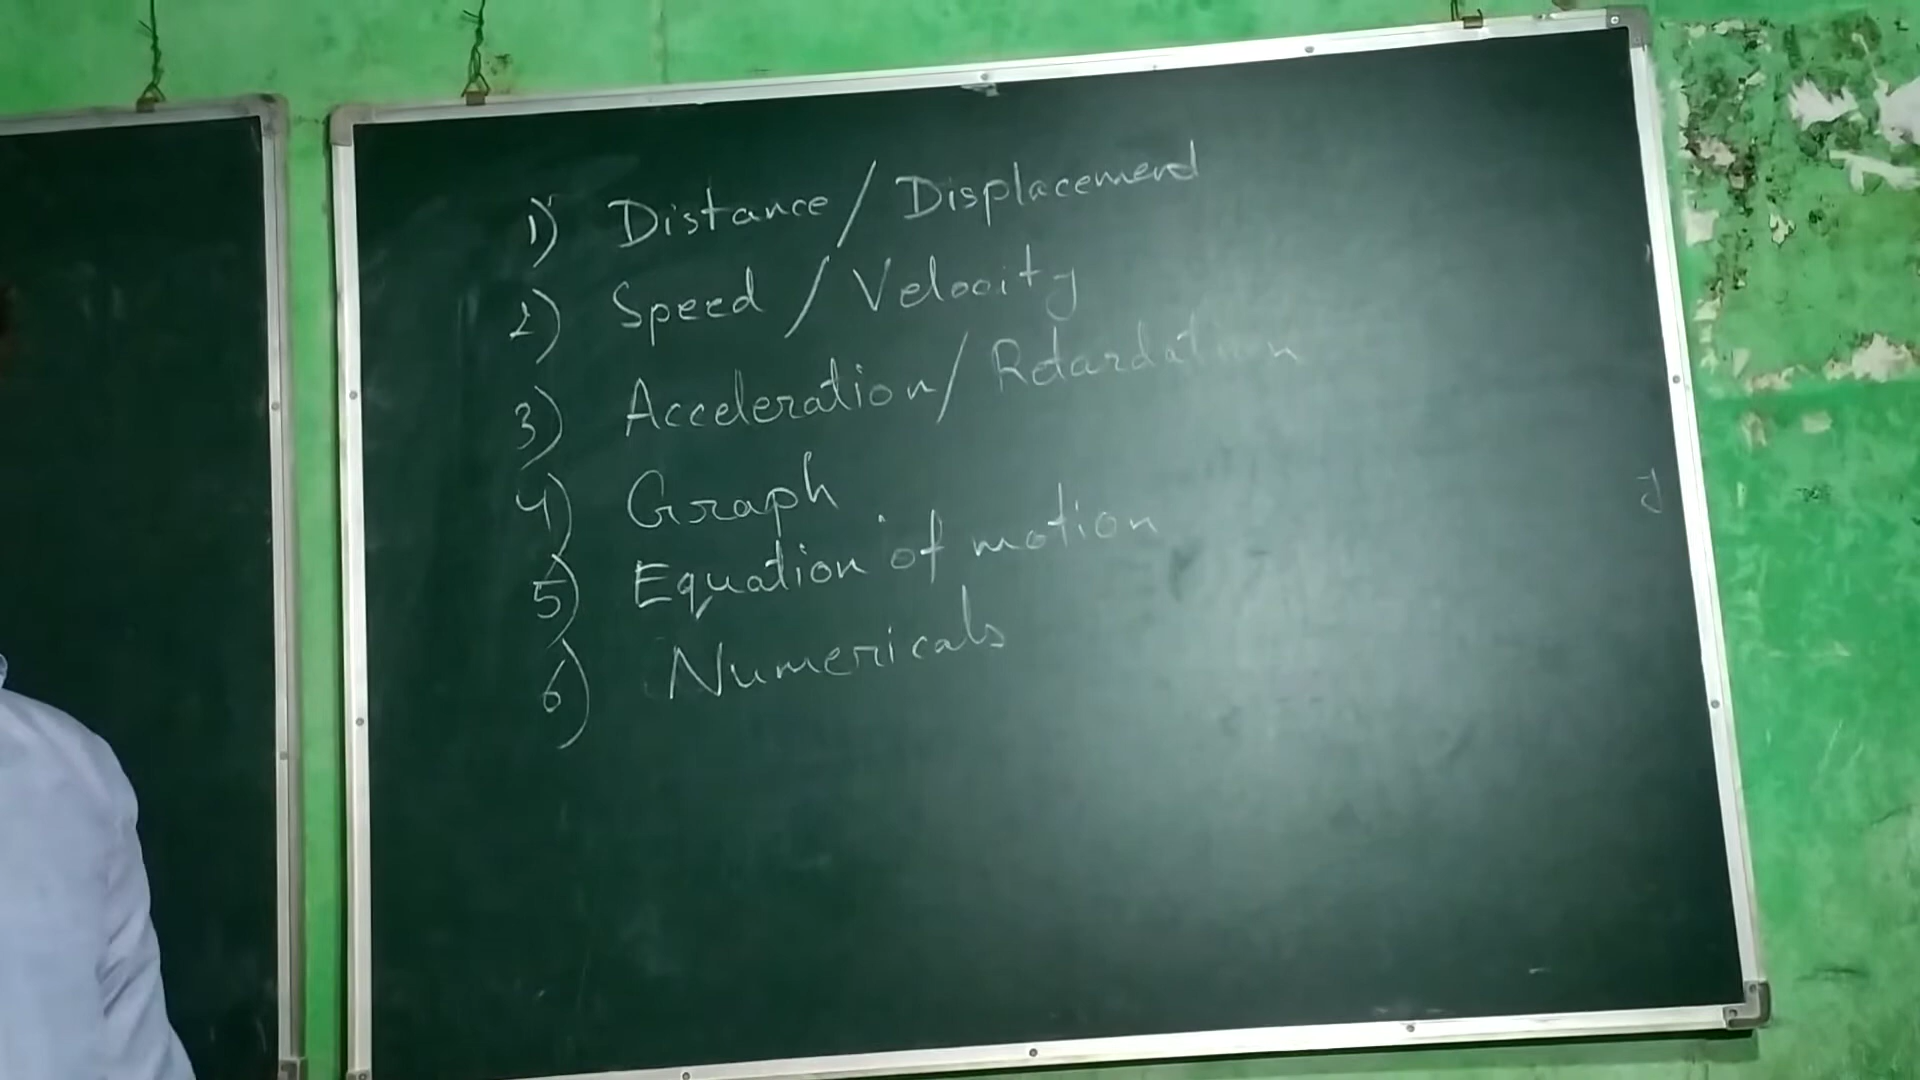 1) Distance / Displacement
2) Speed / Velocity
3) Acceleration / Retardation
4) Graph
5) Equation of motion
6) Numericals